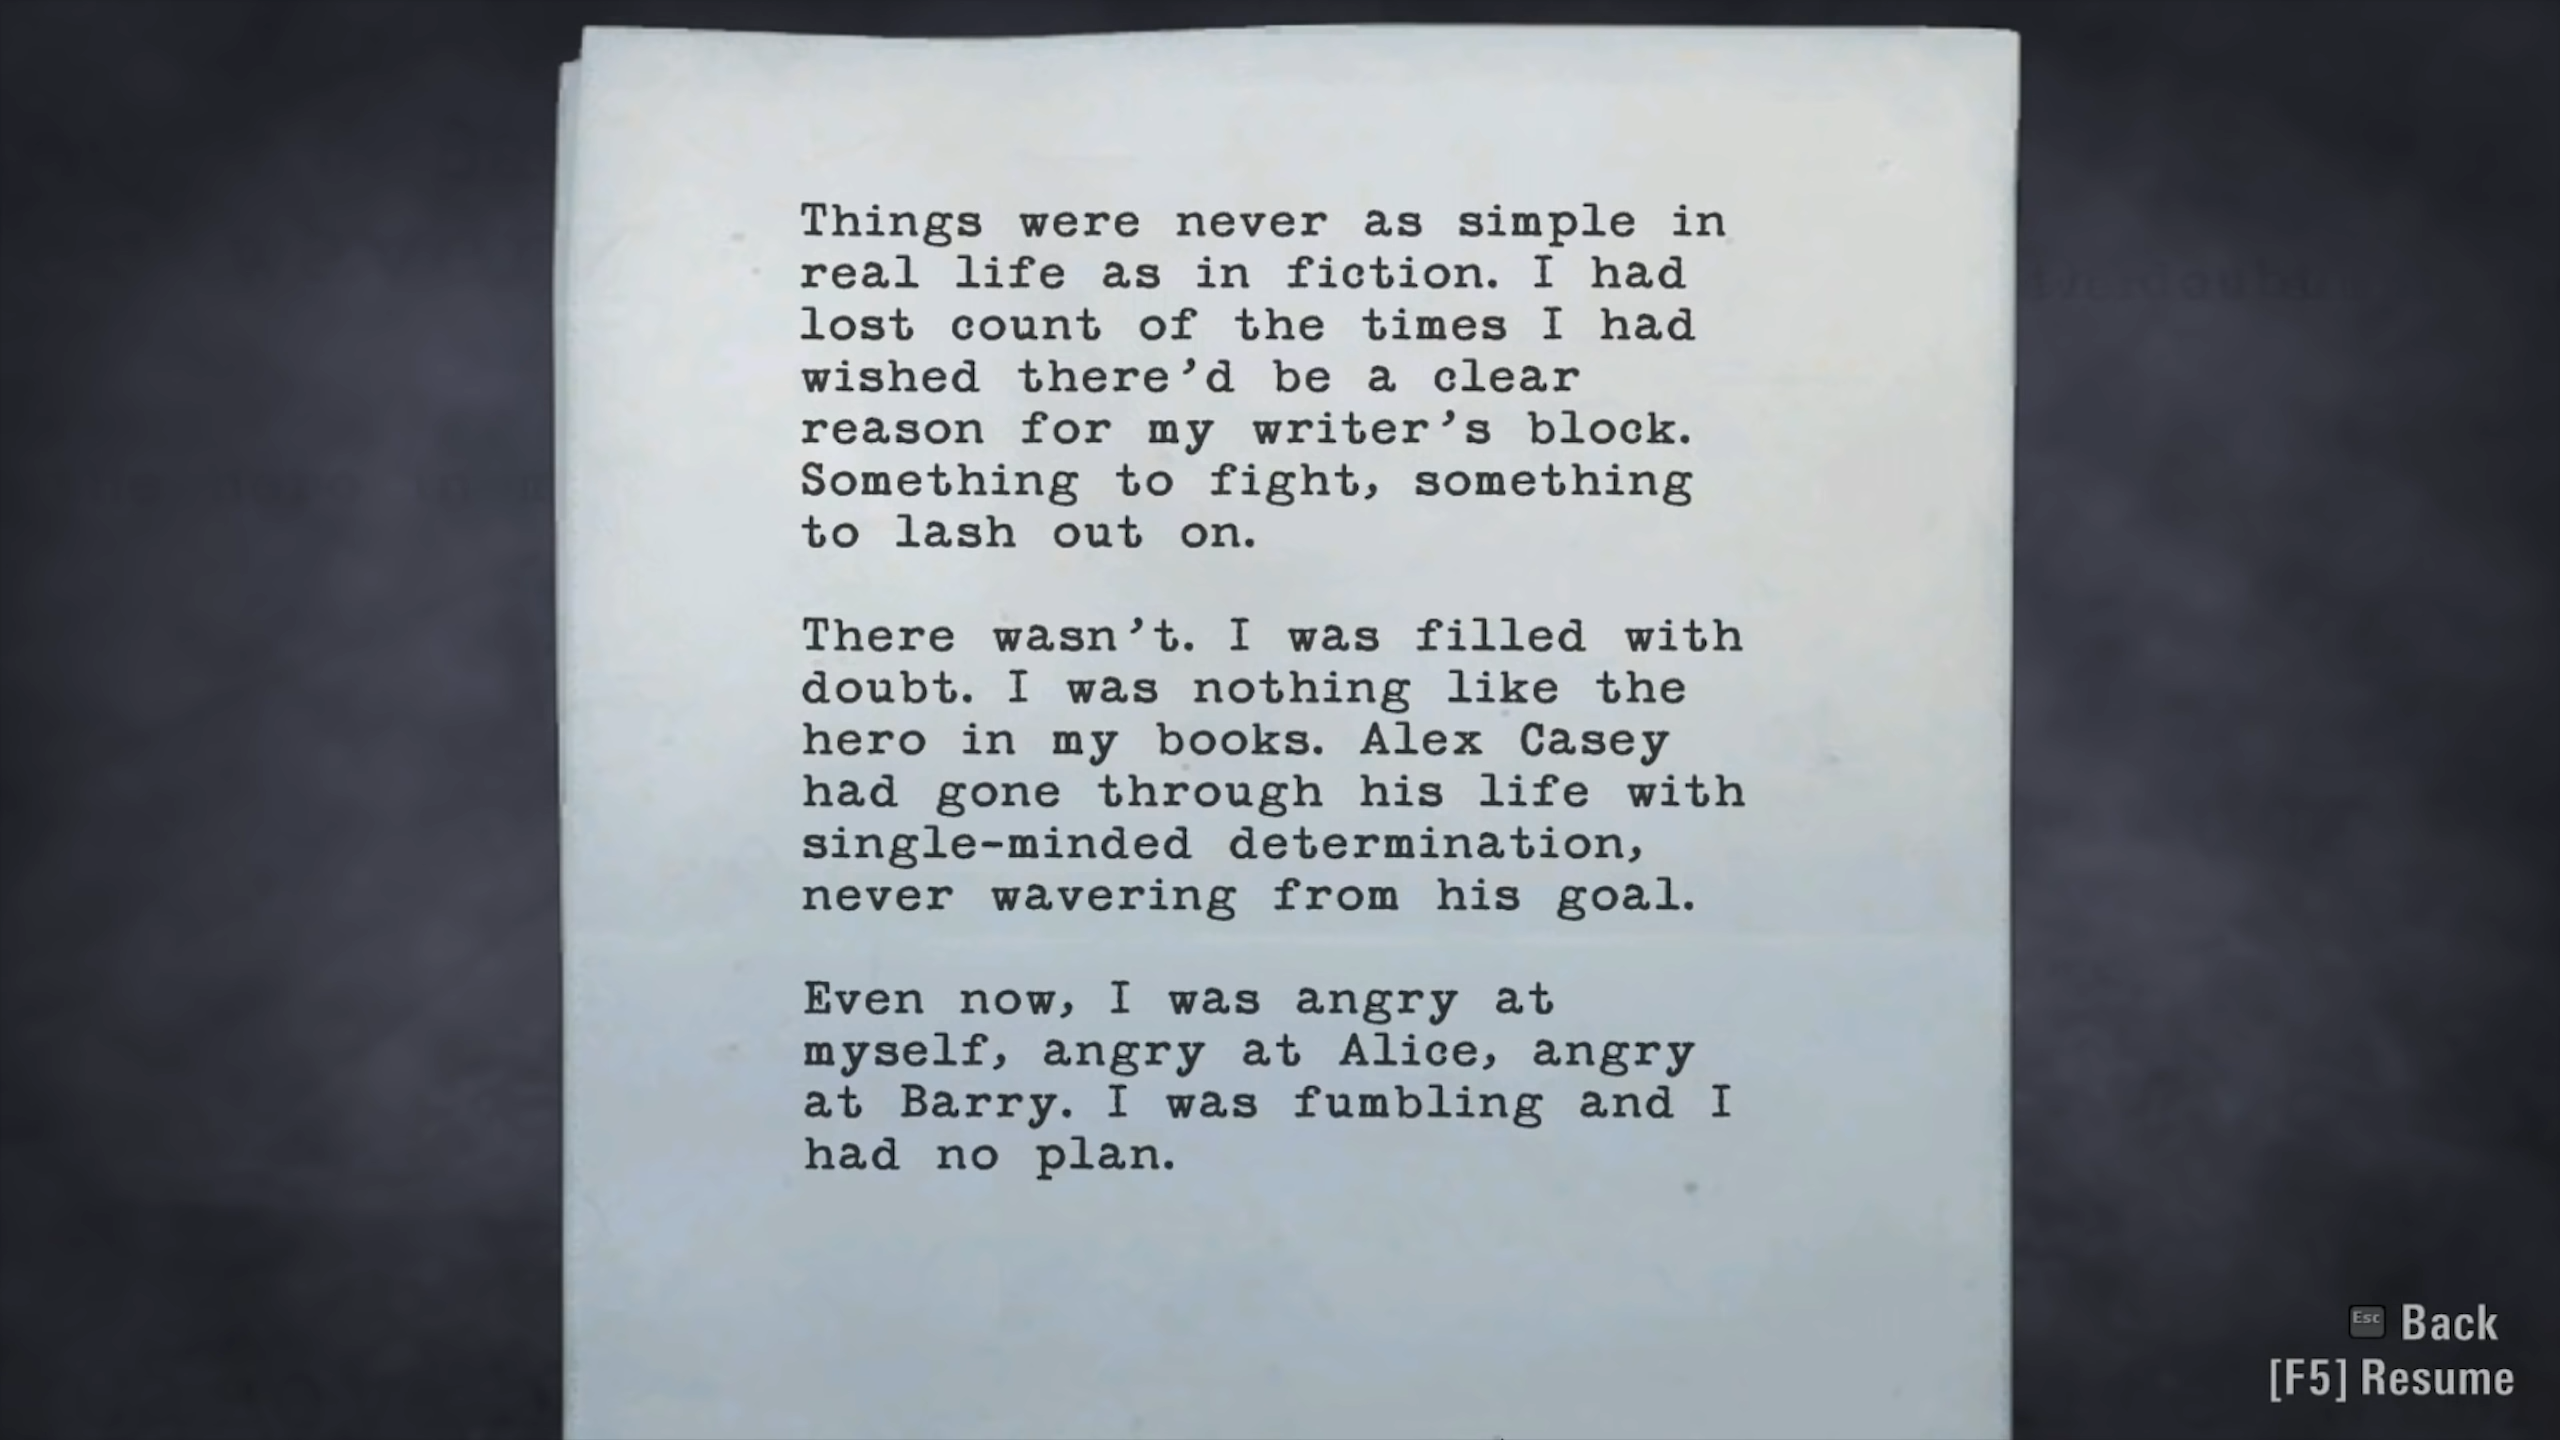 Things were never as simple in
real life as in fiction. I had
lost count of the times I had
wished there’d be a clear
reason for my writer’s block.
Something to fight, something
to lash out on.
There wasn’t. I was filled with
doubt. I was nothing like the
hero in my books. Alex Casey
had gone through his life with
single-minded determination,
never wavering from his goal.
Even now, I was angry at
myself, angry at Alice, angry
at Barry. I was fumbling and I
had no plan.
Esc Back
[F5] Resume